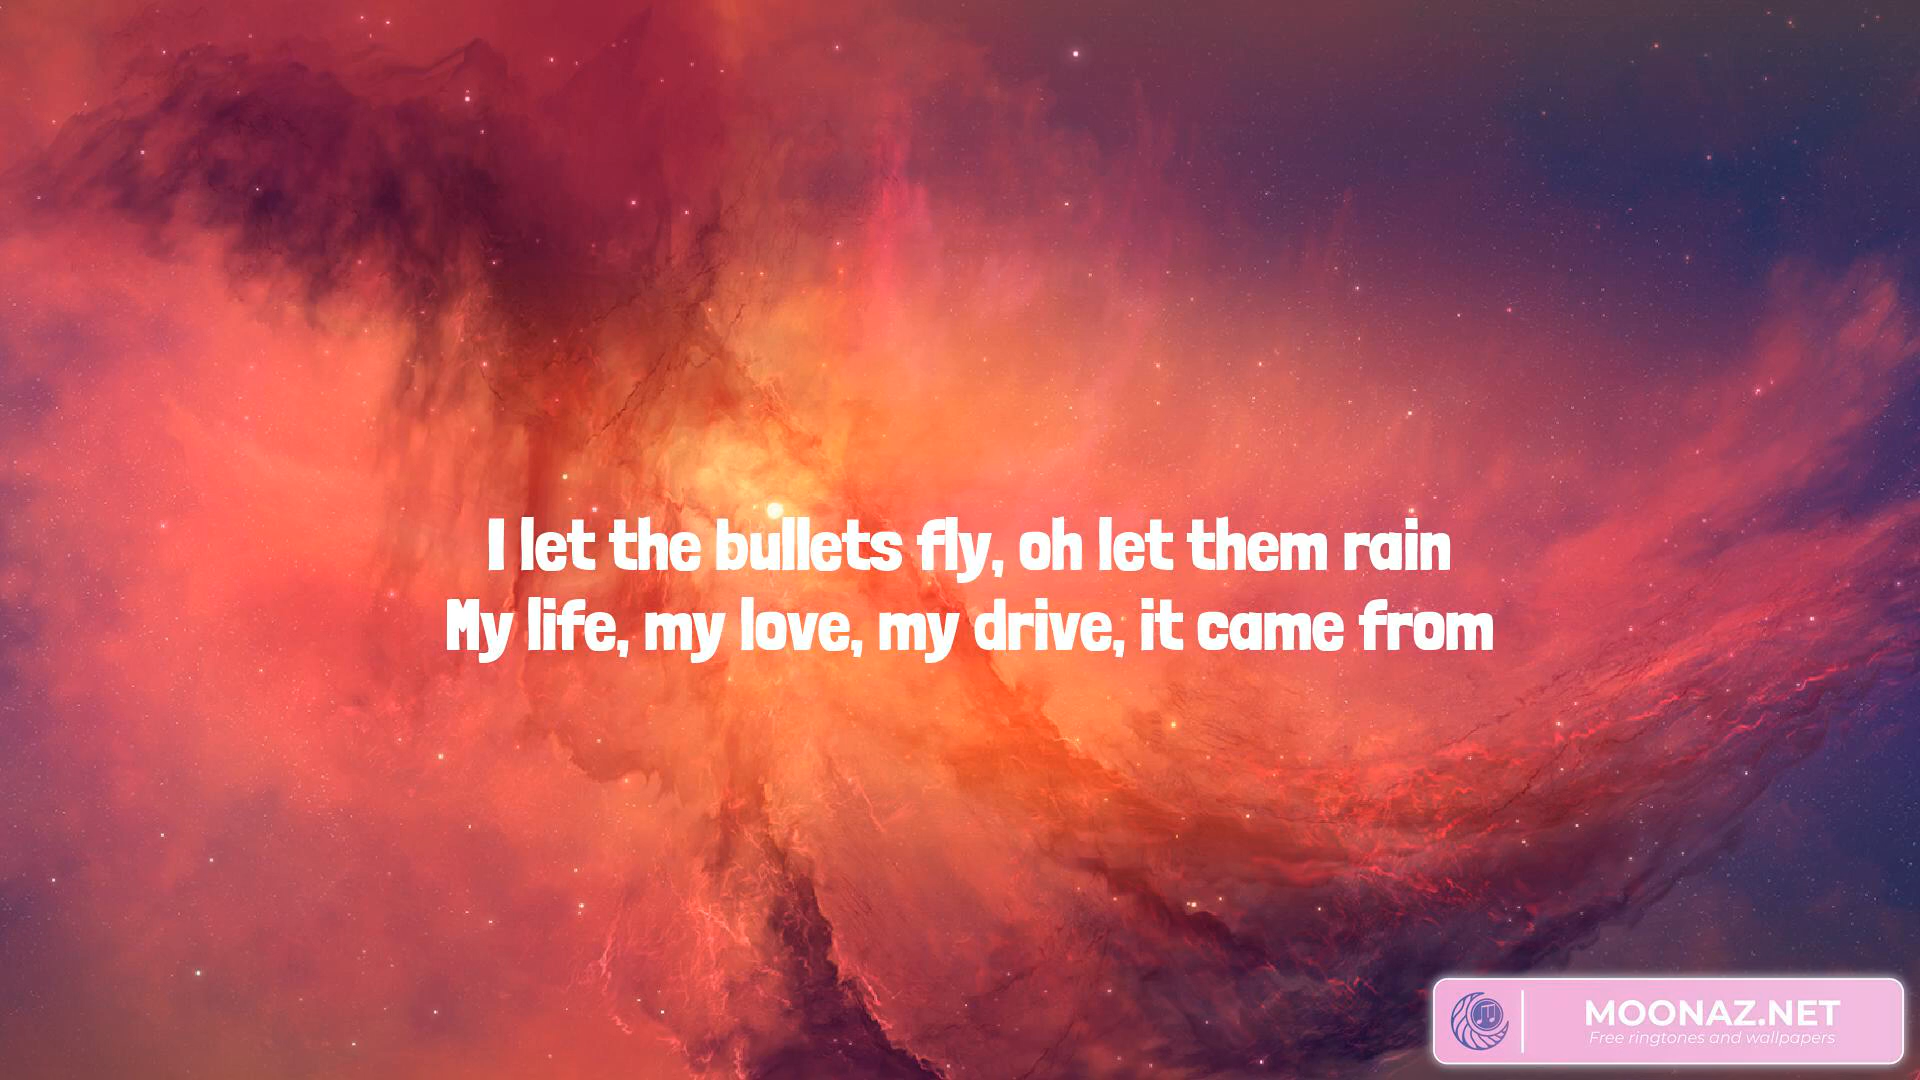 I let the bullets fly, oh let them rain
My life, my love, my drive, it came from
MOONAZ.NET
Free ringtones and wallpapers